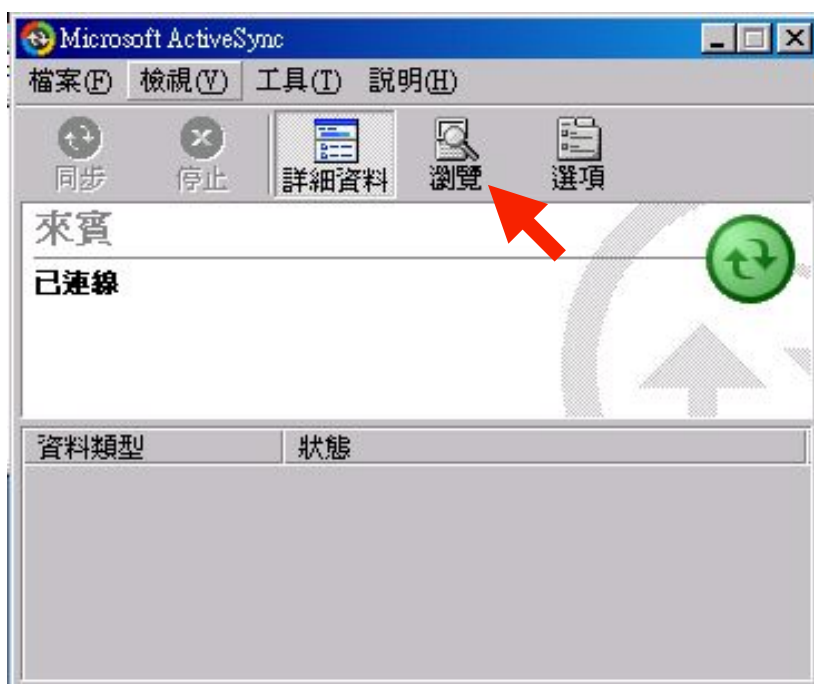 Microsoft ActiveSync
檔案(F) 檢視(V) 工具(T) 說明(H)
同步 停止 詳細資料 瀏覽 選項
來賓
已連線
資料類型 狀態